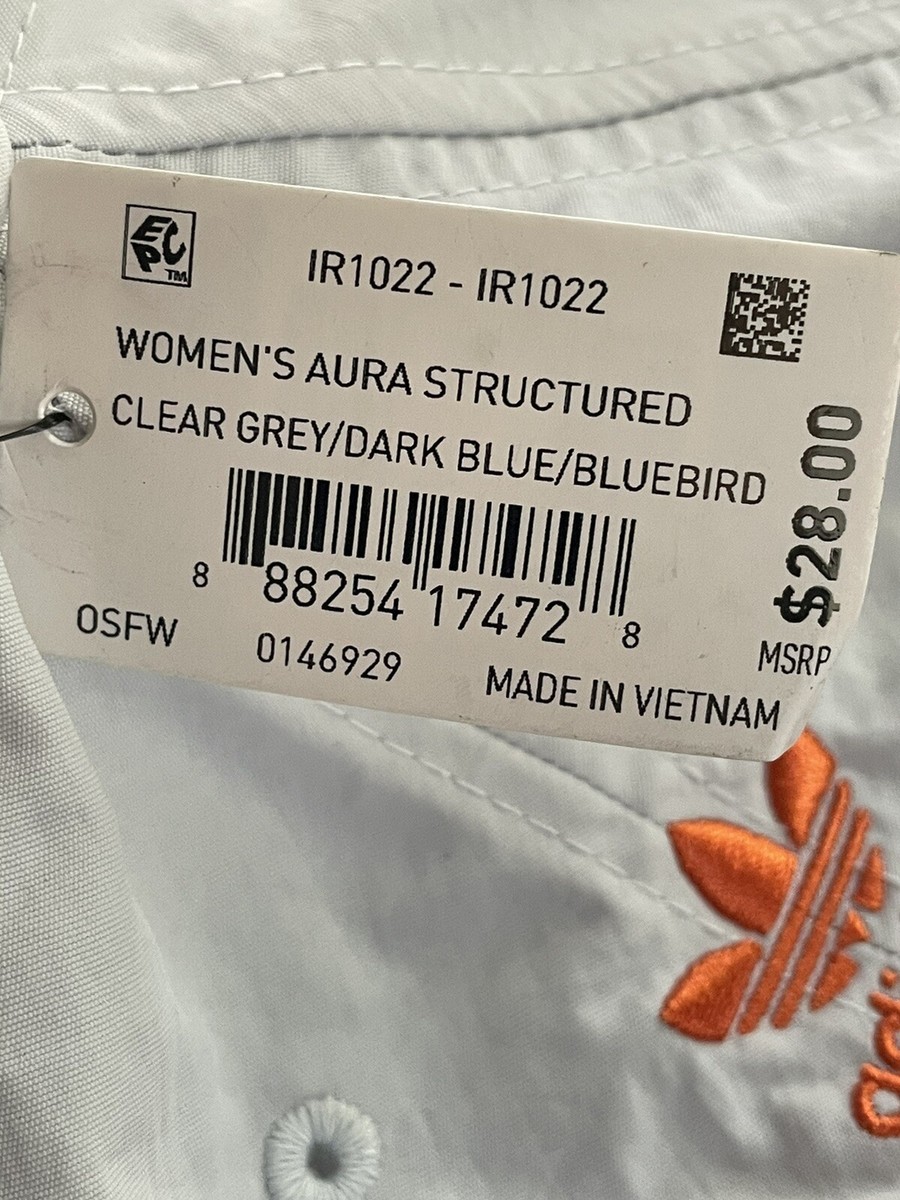 EPC™
IR1022 - IR1022
WOMEN'S AURA STRUCTURED
CLEAR GREY/DARK BLUE/BLUEBIRD
8 88254 17472 8
$28.00
MSRP
OSFW 0146929 MADE IN VIETNAM